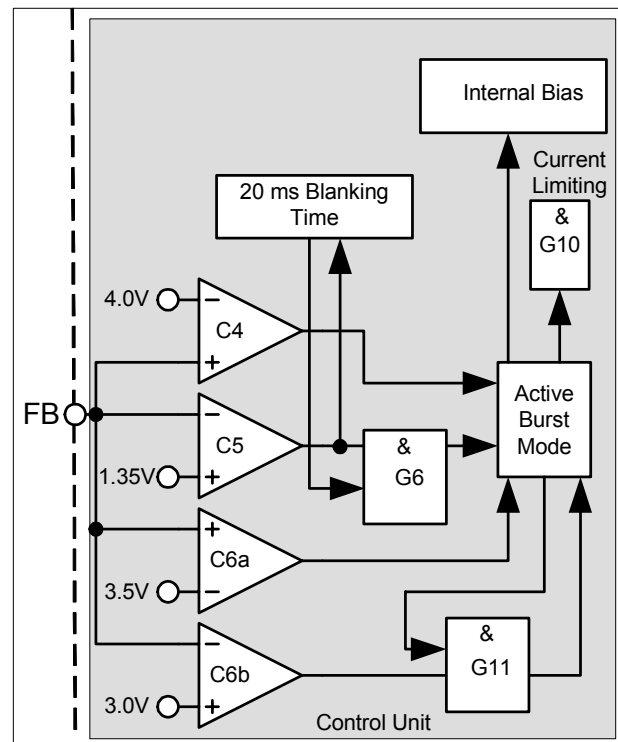 Internal Bias
Current
Limiting
20 ms Blanking
Time
&
G10
4.0V
−
C4
+
FB
−
C5
+
1.35V
&
G6
Active
Burst
Mode
+
C6a
−
3.5V
&
G11
−
C6b
+
3.0V
Control Unit